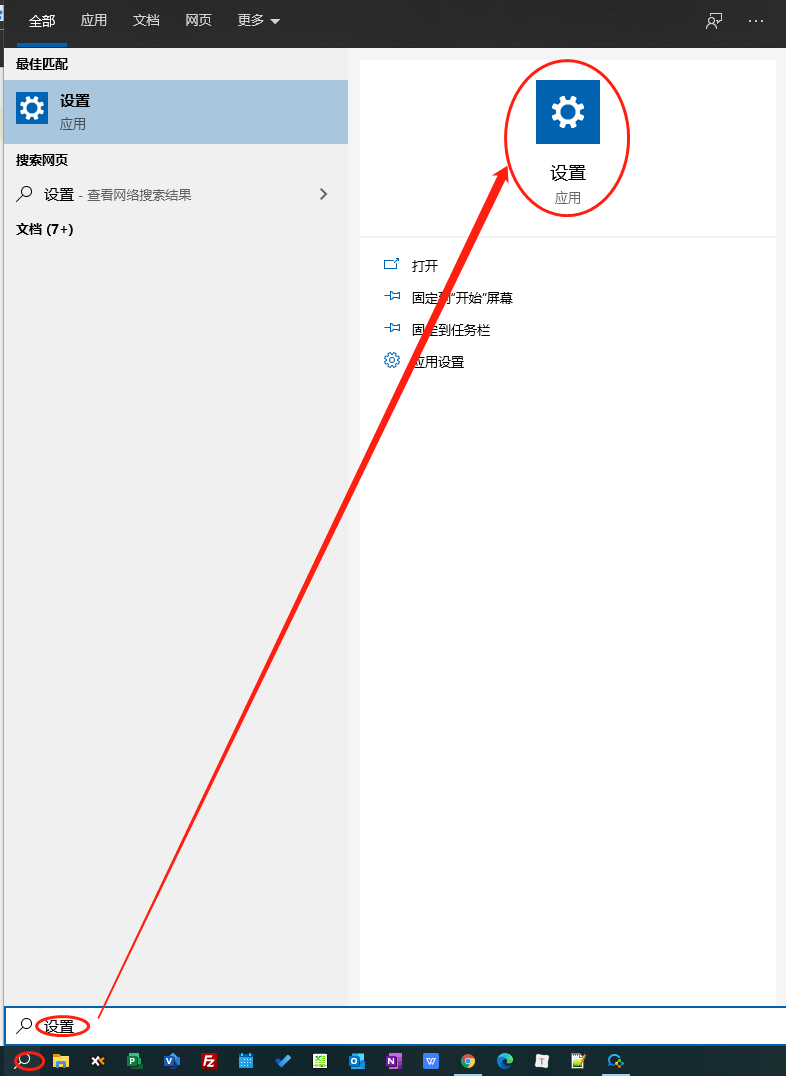 全部 应用 文档 网页 更多
最佳匹配
设置
应用
搜索网页
设置 - 查看网络搜索结果
文档 (7+)
设置
应用
打开
固定到"开始"屏幕
固定到任务栏
应用设置
设置